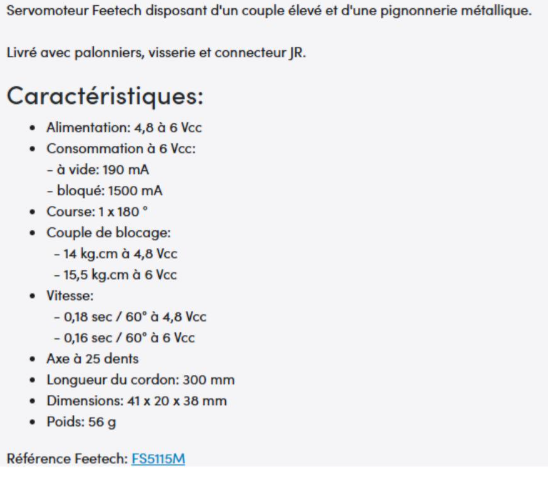 Servomoteur Feetech disposant d'un couple élevé et d'une pignonnerie métallique.
Livré avec palonniers, visserie et connecteur JR.
Caractéristiques:
• Alimentation: 4,8 à 6 Vcc
• Consommation à 6 Vcc:
- à vide: 190 mA
- bloqué: 1500 mA
• Course: 1 x 180 °
• Couple de blocage:
- 14 kg.cm à 4,8 Vcc
- 15,5 kg.cm à 6 Vcc
• Vitesse:
- 0,18 sec / 60° à 4,8 Vcc
- 0,16 sec / 60° à 6 Vcc
• Axe à 25 dents
• Longueur du cordon: 300 mm
• Dimensions: 41 x 20 x 38 mm
• Poids: 56 g
Référence Feetech: FS5115M